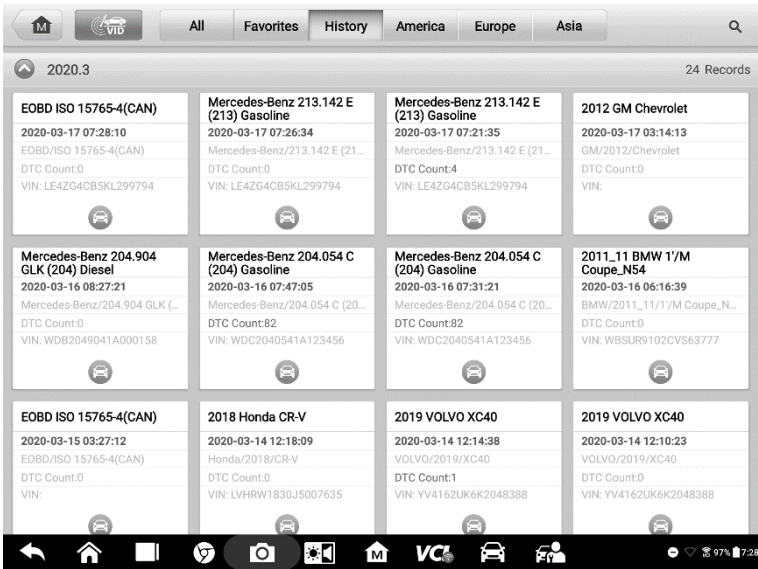 M VID All Favorites History America Europe Asia
2020.3 24 Records
EOBD ISO 15765-4(CAN)
2020-03-17 07:28:10
EOBD/ISO 15765-4(CAN)
DTC Count:0
VIN: LE4ZG4CB5KL299794
Mercedes-Benz 213.142 E
(213) Gasoline
2020-03-17 07:26:34
Mercedes-Benz/213.142 E (21...
DTC Count:0
VIN: LE4ZG4CB5KL299794
Mercedes-Benz 213.142 E
(213) Gasoline
2020-03-17 07:21:35
Mercedes-Benz/213.142 E (21...
DTC Count:4
VIN: LE4ZG4CB5KL299794
2012 GM Chevrolet
2020-03-17 03:14:13
GM/2012/Chevrolet
DTC Count:0
VIN:
Mercedes-Benz 204.904
GLK (204) Diesel
2020-03-16 08:27:21
Mercedes-Benz/204.904 GLK (...
DTC Count:0
VIN: WDB2049041A000158
Mercedes-Benz 204.054 C
(204) Gasoline
2020-03-16 07:47:05
Mercedes-Benz/204.054 C (20...
DTC Count:82
VIN: WDC2040541A123456
Mercedes-Benz 204.054 C
(204) Gasoline
2020-03-16 07:31:21
Mercedes-Benz/204.054 C (20...
DTC Count:82
VIN: WDC2040541A123456
2011_11 BMW 1'/M
Coupe_N54
2020-03-16 06:16:39
BMW/2011_11/1'/M Coupe_N...
DTC Count:0
VIN: WBSUR9102CVS63777
EOBD ISO 15765-4(CAN)
2020-03-15 03:27:12
EOBD/ISO 15765-4(CAN)
DTC Count:0
VIN:
2018 Honda CR-V
2020-03-14 12:18:09
Honda/2018/CR-V
DTC Count:0
VIN: LVHRW1830J5007635
2019 VOLVO XC40
2020-03-14 12:14:38
VOLVO/2019/XC40
DTC Count:1
VIN: YV4162UK6K2048388
2019 VOLVO XC40
2020-03-14 12:10:23
VOLVO/2019/XC40
DTC Count:0
VIN: YV4162UK6K2048388
M VCI 97% 7:28